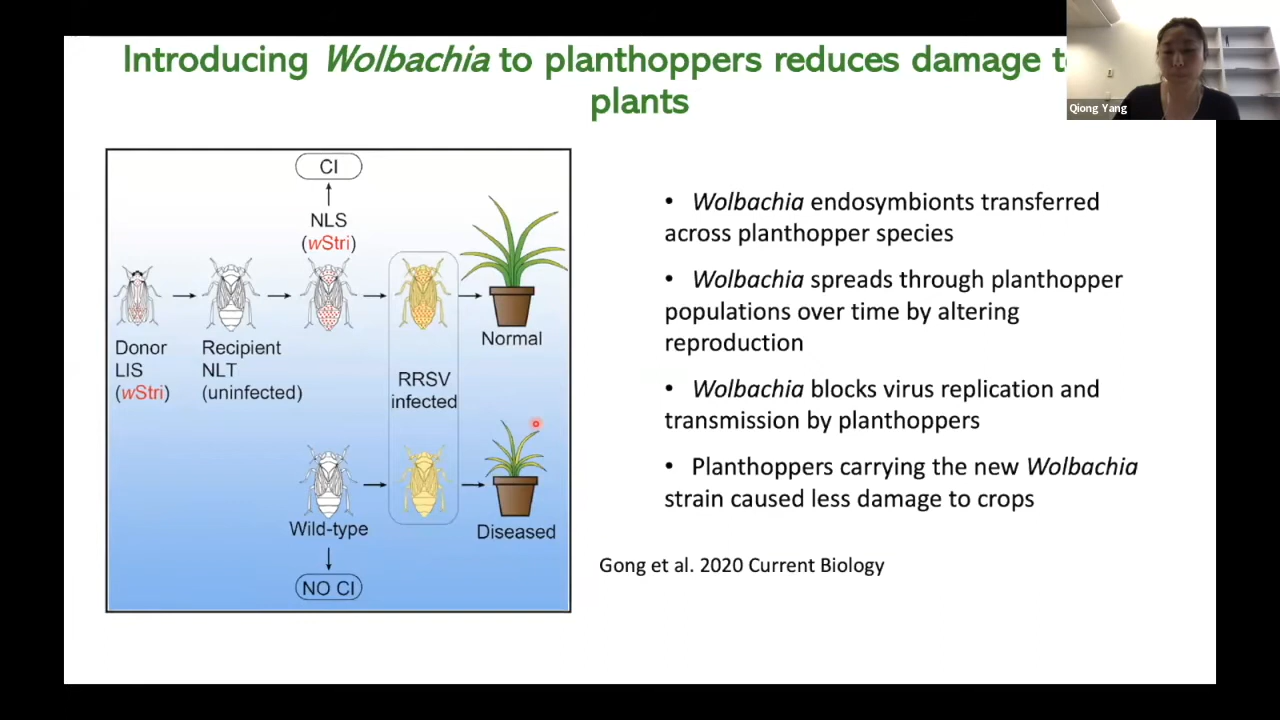 Introducing Wolbachia to planthoppers reduces damage
plants
Qiong Yang
CI
NLS
(wStri)
Donor
LIS
(wStri)
Recipient
NLT
(uninfected)
Normal
RRSV
infected
Wild-type
Diseased
NO CI
• Wolbachia endosymbionts transferred
across planthopper species
• Wolbachia spreads through planthopper
populations over time by altering
reproduction
• Wolbachia blocks virus replication and
transmission by planthoppers
• Planthoppers carrying the new Wolbachia
strain caused less damage to crops
Gong et al. 2020 Current Biology